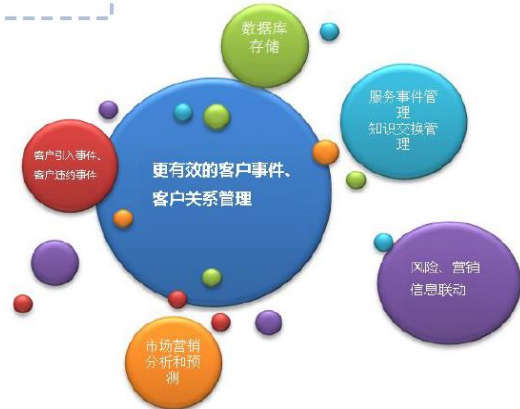 数据库
存储
服务事件管
理
知识交换管
理
客户引入事件、
客户违约事件
更有效的客户事件、
客户关系管理
风险、营销
信息联动
市场营销
分析和预
测